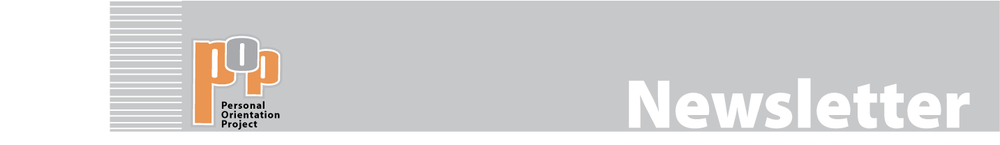 pop
Personal
Orientation
Project
Newsletter